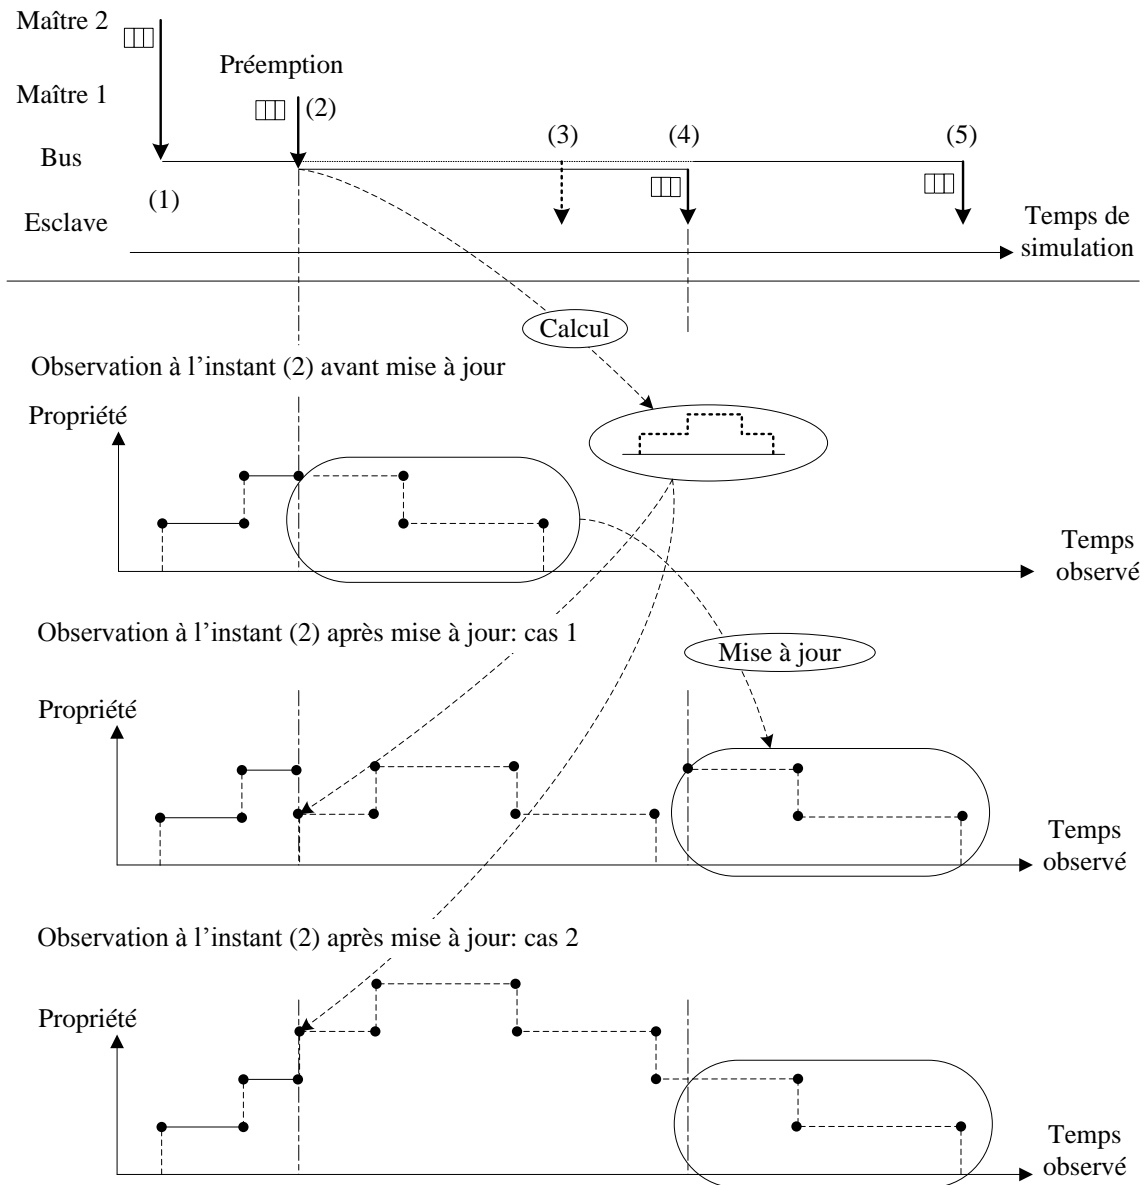 Maître 2
Préemption
Maître 1
(2)
(3)
(4)
(5)
Bus
(1)
Esclave
Temps de
simulation
Calcul
Observation à l’instant (2) avant mise à jour
Propriété
Temps
observé
Observation à l’instant (2) après mise à jour: cas 1
Mise à jour
Propriété
Temps
observé
Observation à l’instant (2) après mise à jour: cas 2
Propriété
Temps
observé